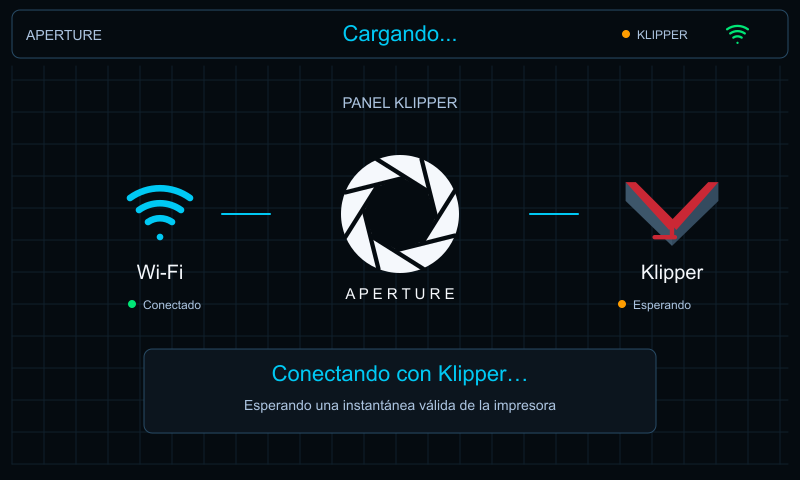 APERTURE
Cargando...
KLIPPER
PANEL KLIPPER
APERTURE
Wi-Fi
Klipper
Conectado
Esperando
Conectando con Klipper…
Esperando una instantánea válida de la impresora